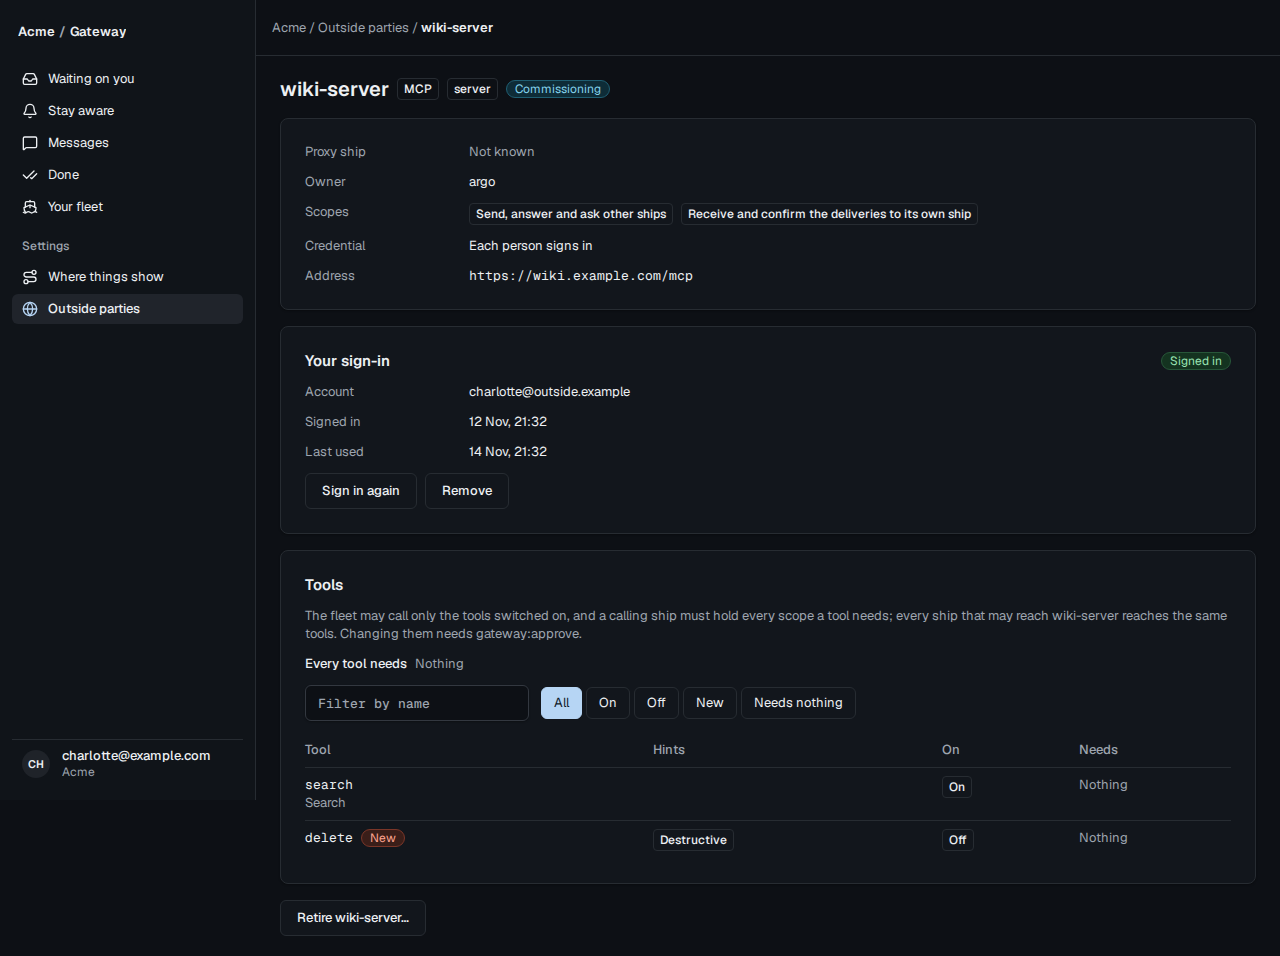 Acme / Gateway
Acme / Outside parties / wiki-server
Waiting on you
Stay aware
Messages
Done
Your fleet
Settings
Where things show
Outside parties
CH
charlotte@example.com
Acme
wiki-server MCP server Commissioning
Proxy ship Not known
Owner argo
Scopes Send, answer and ask other ships Receive and confirm the deliveries to its own ship
Credential Each person signs in
Address https://wiki.example.com/mcp
Your sign-in Signed in
Account charlotte@outside.example
Signed in 12 Nov, 21:32
Last used 14 Nov, 21:32
Sign in again Remove
Tools
The fleet may call only the tools switched on, and a calling ship must hold every scope a tool needs; every ship that may reach wiki-server reaches the same
tools. Changing them needs gateway:approve.
Every tool needs Nothing
Filter by name All On Off New Needs nothing
Tool Hints On Needs
search On Nothing
Search
delete New Destructive Off Nothing
Retire wiki-server…